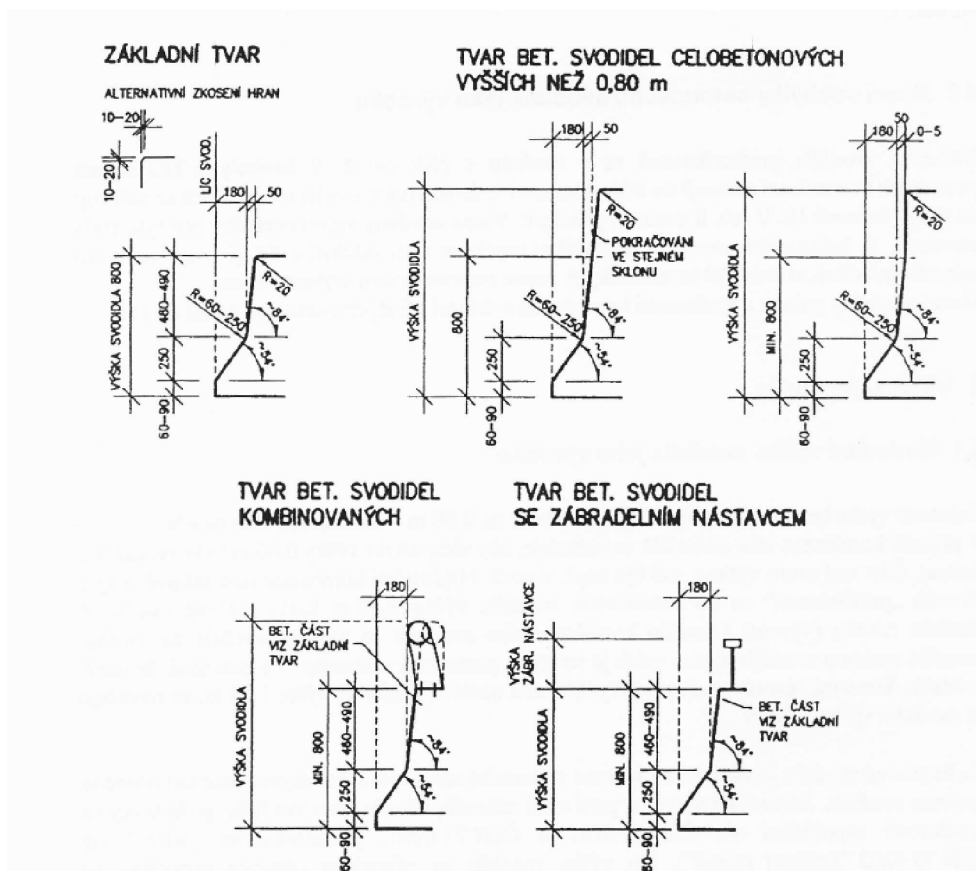 ZÁKLADNÍ TVAR
ALTERNATIVNÍ ZKOSENÍ HRAN
10-20
10-20
LÍC SVOD.
180
50
R=20
R=60-250
~84°
~54°
VÝŠKA SVODIDLA 800
460-490
250
60-90
TVAR BET. SVODIDEL CELOBETONOVÝCH
VYŠŠÍCH NEŽ 0,80 m
180
50
R=20
POKRAČOVÁNÍ
VE STEJNÉM
SKLONU
R=60-250
~84°
~54°
VÝŠKA SVODIDLA
800
250
60-90
50
180
0-5
R=20
R=60-250
~84°
~54°
VÝŠKA SVODIDLA
MIN. 800
250
60-90
TVAR BET. SVODIDEL
KOMBINOVANÝCH
180
BET. ČÁST
VIZ ZÁKLADNÍ
TVAR
VÝŠKA SVODIDLA
MIN. 800
460-490
250
60-90
~84°
~54°
TVAR BET. SVODIDEL
SE ZÁBRADELNÍM NÁSTAVCEM
180
VÝŠKA
ZÁBR. NÁSTAVCE
BET. ČÁST
VIZ ZÁKLADNÍ
TVAR
VÝŠKA SVODIDLA
MIN. 800
460-490
250
60-90
~84°
~54°